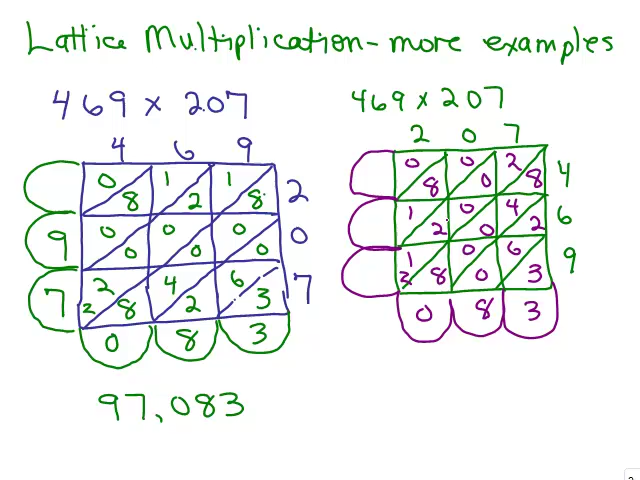 Lattice Multiplication - more examples
469 x 207
4 6 9
0 8 1 2 1 8 2
9 0 0 0 0 0 0 0
7 2 2 8 4 2 6 3 7
0 8 3
97,083
469 x 207
2 0 7
0 8 0 0 2 8 4
1 2 0 0 4 2 6
1 2 8 0 0 6 3 9
0 8 3